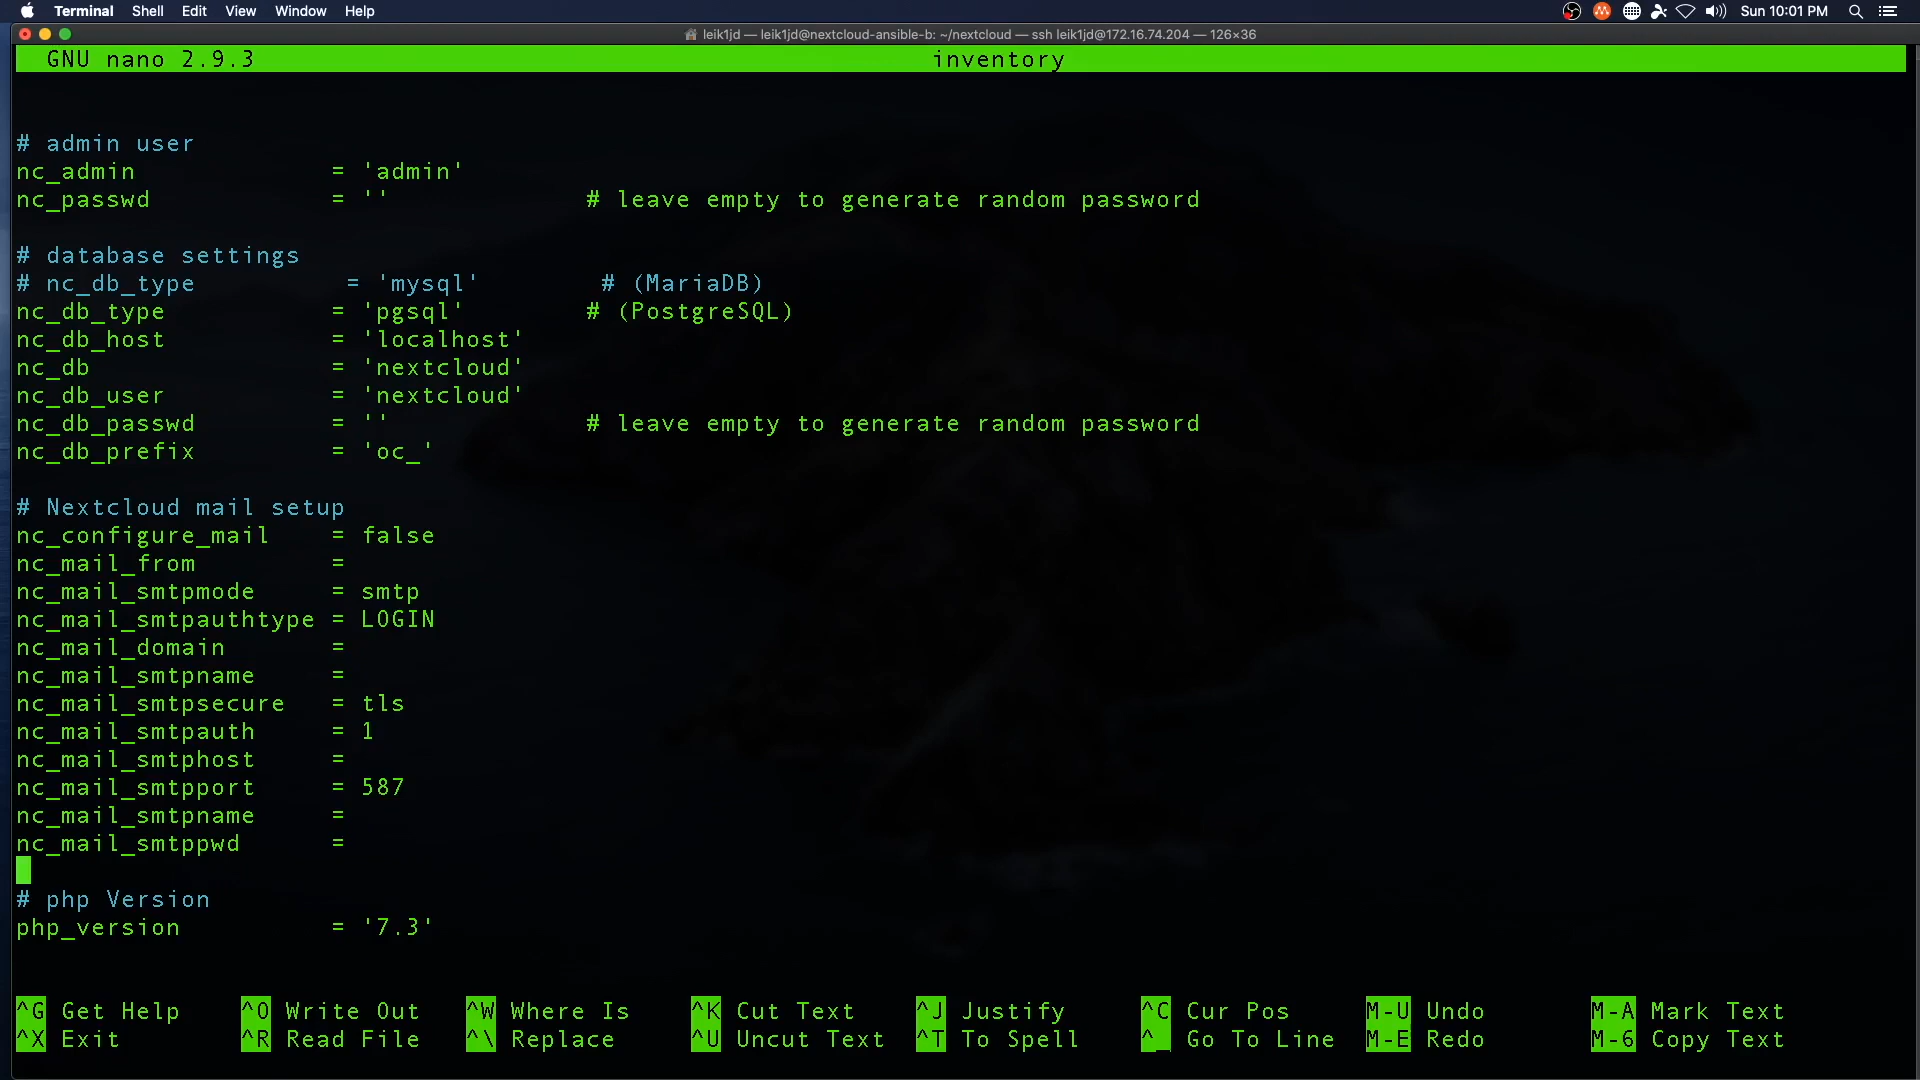 Terminal Shell Edit View Window Help Sun 10:01 PM
leik1jd — leik1jd@nextcloud-ansible-b: ~/nextcloud — ssh leik1jd@172.16.74.204 — 126×36
GNU nano 2.9.3 inventory
# admin user
nc_admin = 'admin'
nc_passwd = '' # leave empty to generate random password
# database settings
# nc_db_type = 'mysql' # (MariaDB)
nc_db_type = 'pgsql' # (PostgreSQL)
nc_db_host = 'localhost'
nc_db = 'nextcloud'
nc_db_user = 'nextcloud'
nc_db_passwd = '' # leave empty to generate random password
nc_db_prefix = 'oc_'
# Nextcloud mail setup
nc_configure_mail = false
nc_mail_from =
nc_mail_smtpmode = smtp
nc_mail_smtpauthtype = LOGIN
nc_mail_domain =
nc_mail_smtpname =
nc_mail_smtpsecure = tls
nc_mail_smtpauth = 1
nc_mail_smtphost =
nc_mail_smtpport = 587
nc_mail_smtpname =
nc_mail_smtppwd =
# php Version
php_version = '7.3'
^G Get Help ^O Write Out ^W Where Is ^K Cut Text ^J Justify ^C Cur Pos M-U Undo M-A Mark Text
^X Exit ^R Read File ^\ Replace ^U Uncut Text ^T To Spell ^_ Go To Line M-E Redo M-6 Copy Text